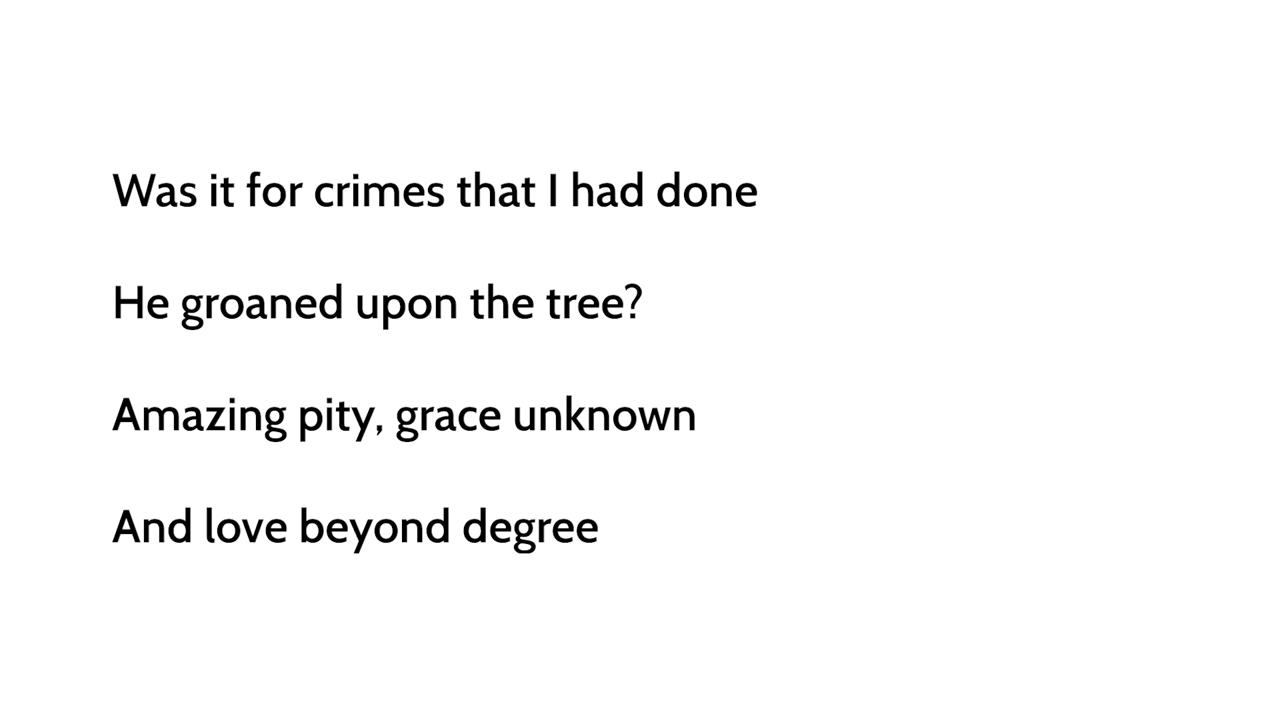 Was it for crimes that I had done
He groaned upon the tree?
Amazing pity, grace unknown
And love beyond degree